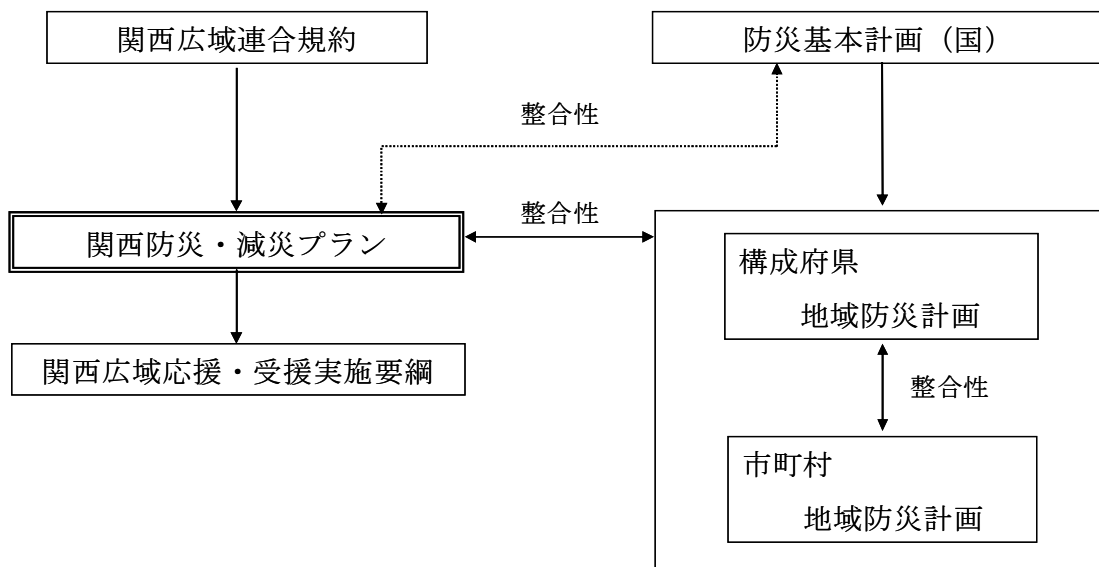 関西広域連合規約
防災基本計画（国）
整合性
整合性
関西防災・減災プラン
構成府県
地域防災計画
関西広域応援・受援実施要綱
整合性
市町村
地域防災計画